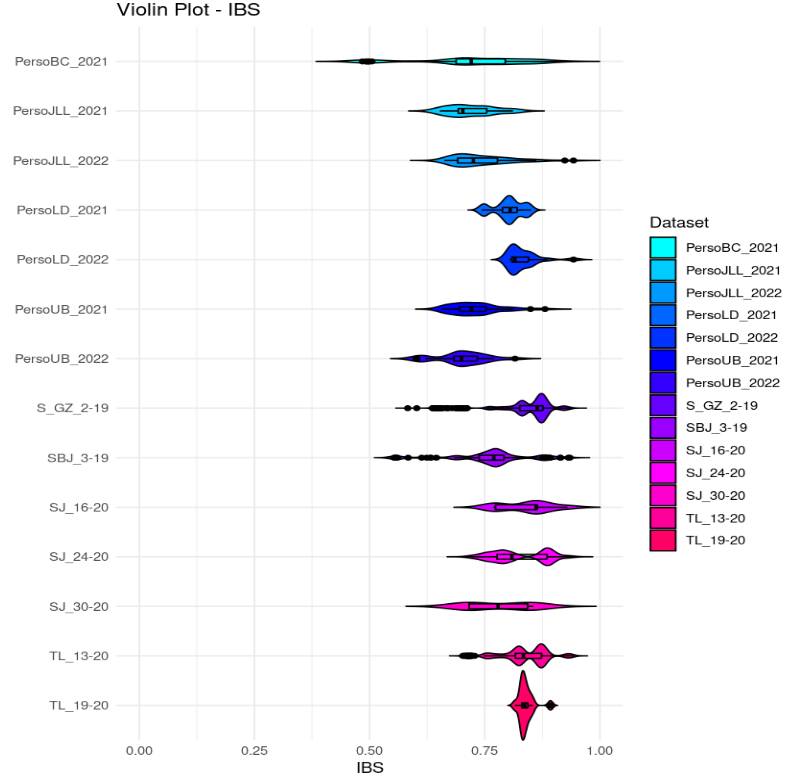 Violin Plot - IBS
PersoBC_2021
PersoJLL_2021
PersoJLL_2022
PersoLD_2021
PersoLD_2022
PersoUB_2021
PersoUB_2022
S_GZ_2-19
SBJ_3-19
SJ_16-20
SJ_24-20
SJ_30-20
TL_13-20
TL_19-20
0.00 0.25 0.50 0.75 1.00
IBS
Dataset
PersoBC_2021
PersoJLL_2021
PersoJLL_2022
PersoLD_2021
PersoLD_2022
PersoUB_2021
PersoUB_2022
S_GZ_2-19
SBJ_3-19
SJ_16-20
SJ_24-20
SJ_30-20
TL_13-20
TL_19-20